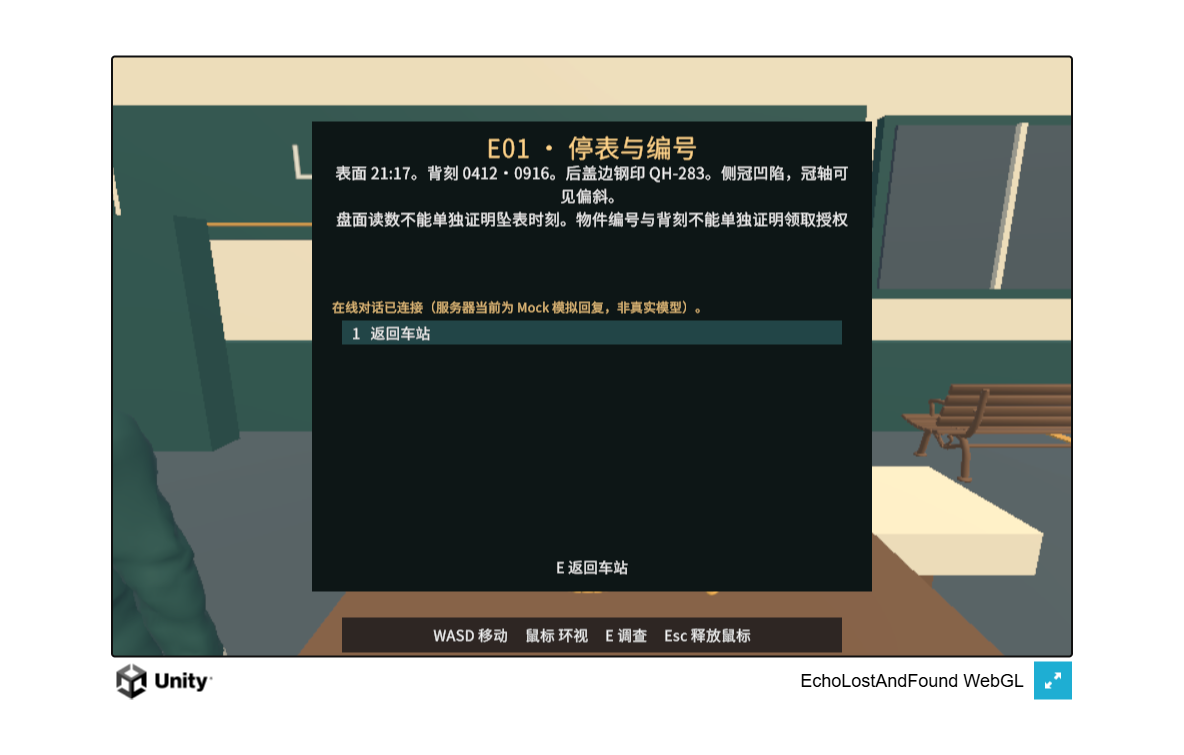 E01 · 停表与编号
表面 21:17。背刻 0412·0916。后盖边钢印 QH-283。侧冠凹陷，冠轴可
见偏斜。
盘面读数不能单独证明坠表时刻。物件编号与背刻不能单独证明领取授权
在线对话已连接（服务器当前为 Mock 模拟回复，非真实模型）。
1 返回车站
E 返回车站
WASD 移动 鼠标 环视 E 调查 Esc 释放鼠标
Unity
EchoLostAndFound WebGL